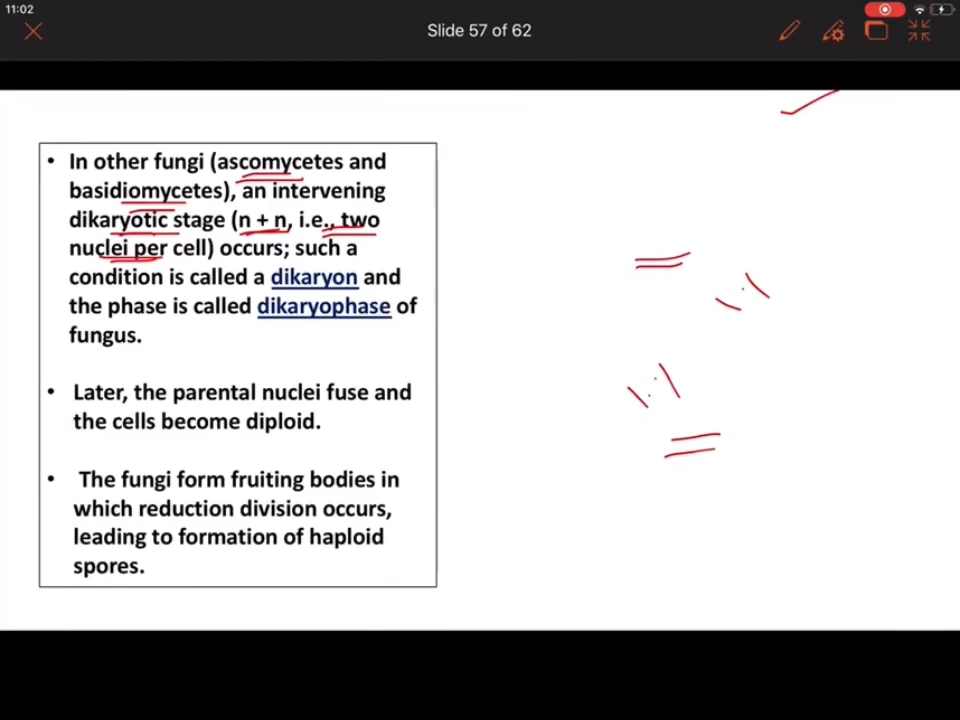 11:02
Slide 57 of 62
• In other fungi (ascomycetes and
basidiomycetes), an intervening
dikaryotic stage (n + n, i.e., two
nuclei per cell) occurs; such a
condition is called a dikaryon and
the phase is called dikaryophase of
fungus.
• Later, the parental nuclei fuse and
the cells become diploid.
• The fungi form fruiting bodies in
which reduction division occurs,
leading to formation of haploid
spores.